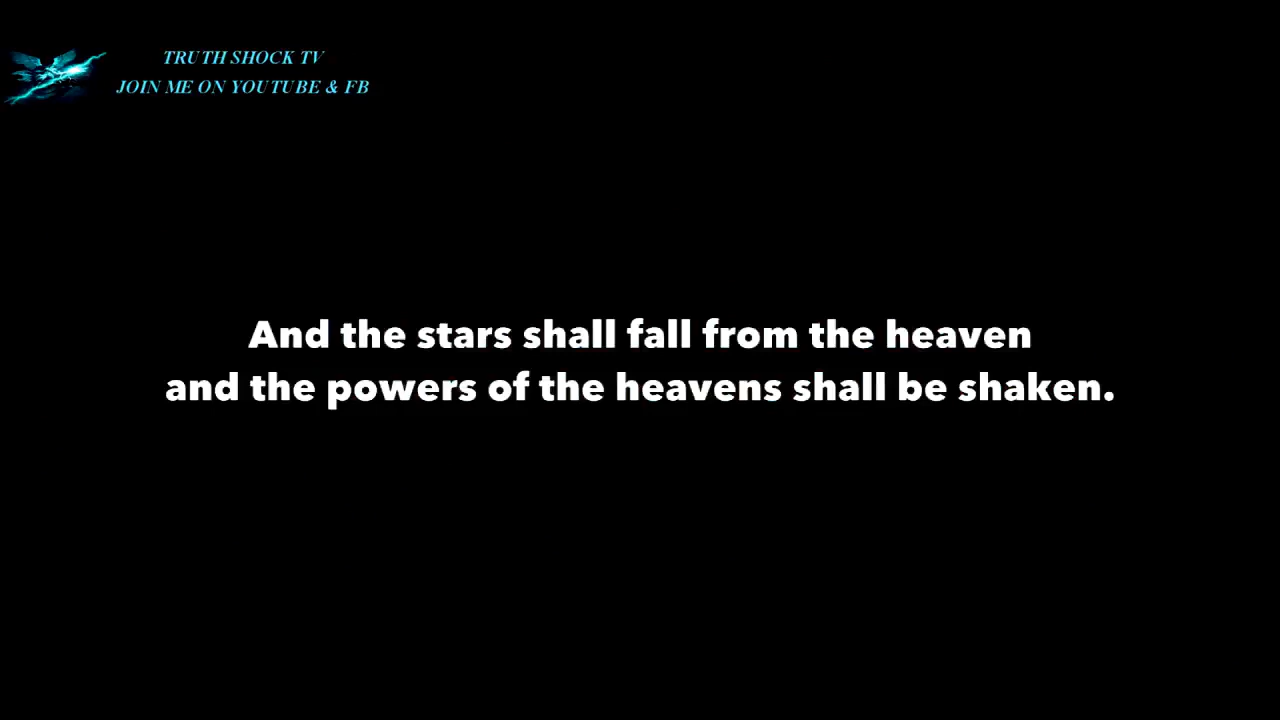 TRUTH SHOCK TV
JOIN ME ON YOUTUBE & FB
And the stars shall fall from the heaven
and the powers of the heavens shall be shaken.